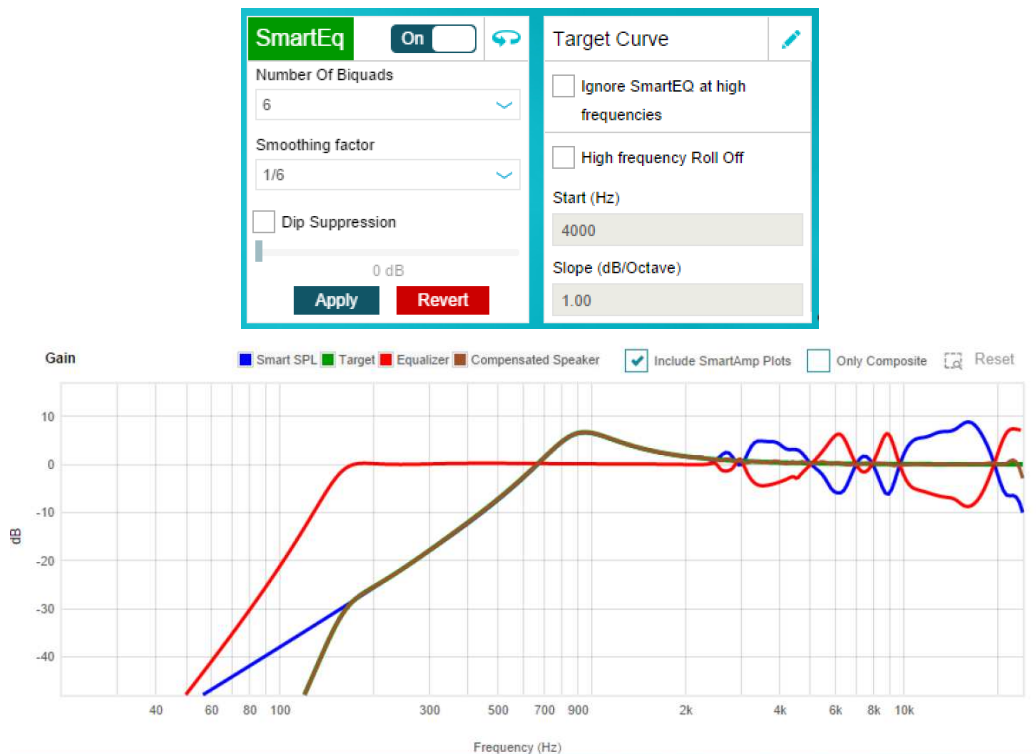 SmartEq
On
Number Of Biquads
6
Smoothing factor
1/6
Dip Suppression
0 dB
Apply Revert
Target Curve
Ignore SmartEQ at high
frequencies
High frequency Roll Off
Start (Hz)
4000
Slope (dB/Octave)
1.00
Gain
Smart SPL Target Equalizer Compensated Speaker Include SmartAmp Plots Only Composite Reset
10
0
-10
-20
-30
-40
dB
40 60 80 100 300 500 700 900 2k 4k 6k 8k 10k
Frequency (Hz)